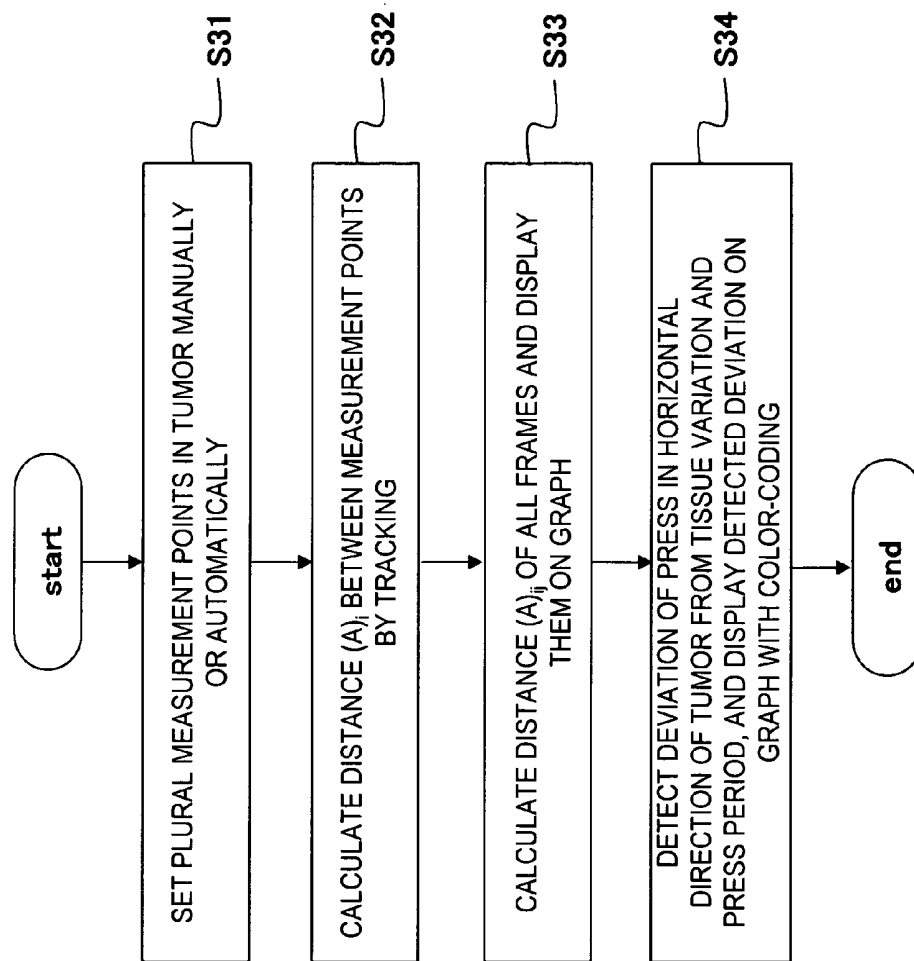 start
SET PLURAL MEASUREMENT POINTS IN TUMOR MANUALLY
OR AUTOMATICALLY
S31
CALCULATE DISTANCE (A)i BETWEEN MEASUREMENT POINTS
BY TRACKING
S32
CALCULATE DISTANCE (A)ij OF ALL FRAMES AND DISPLAY
THEM ON GRAPH
S33
DETECT DEVIATION OF PRESS IN HORIZONTAL
DIRECTION OF TUMOR FROM TISSUE VARIATION AND
PRESS PERIOD, AND DISPLAY DETECTED DEVIATION ON
GRAPH WITH COLOR-CODING
S34
end